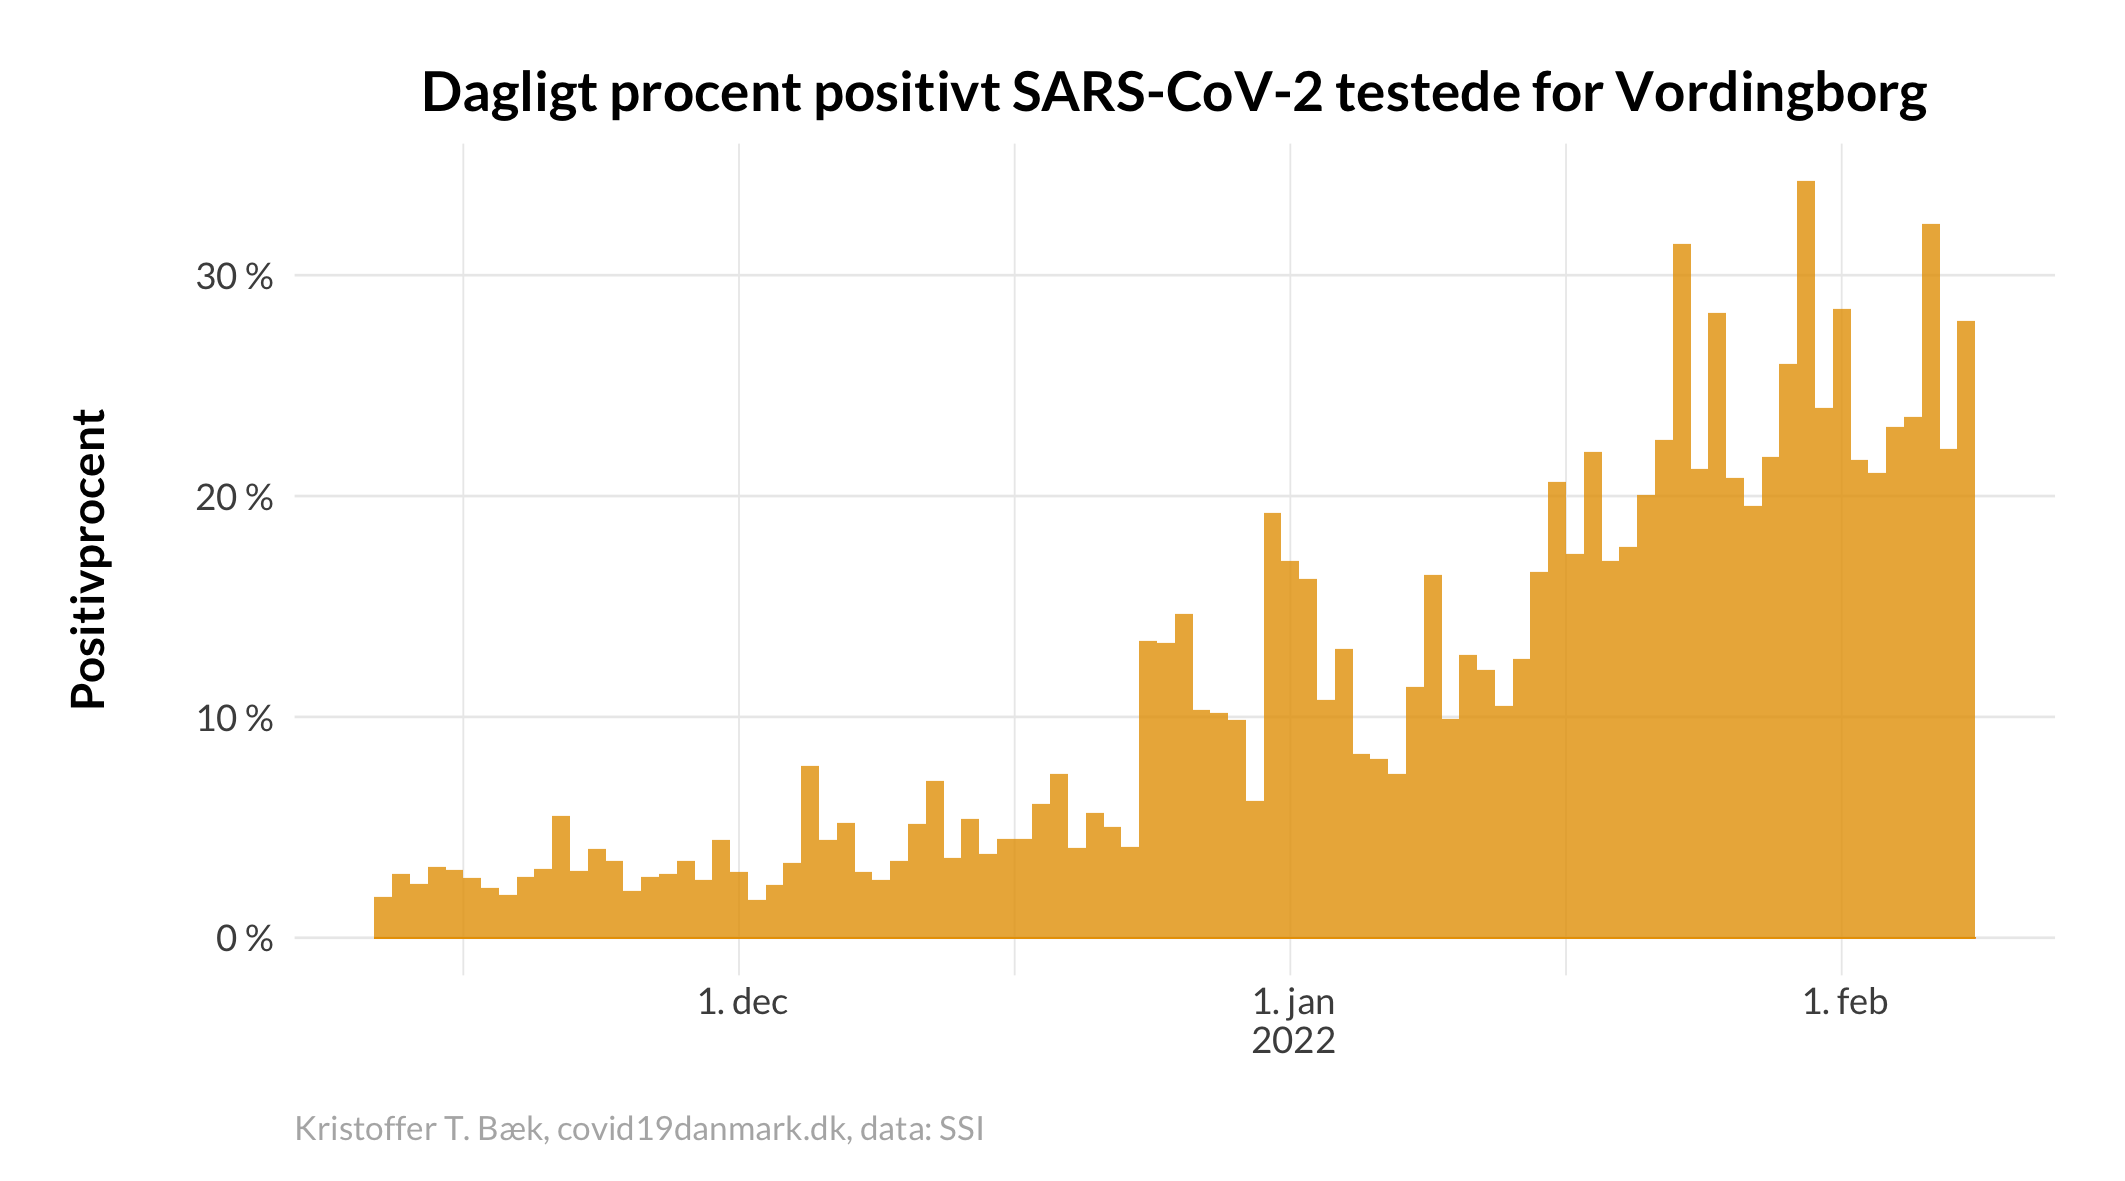 Dagligt procent positivt SARS-CoV-2 testede for Vordingborg
Positivprocent
30 %
20 %
10 %
0 %
1. dec
1. jan
2022
1. feb
Kristoffer T. Bæk, covid19danmark.dk, data: SSI